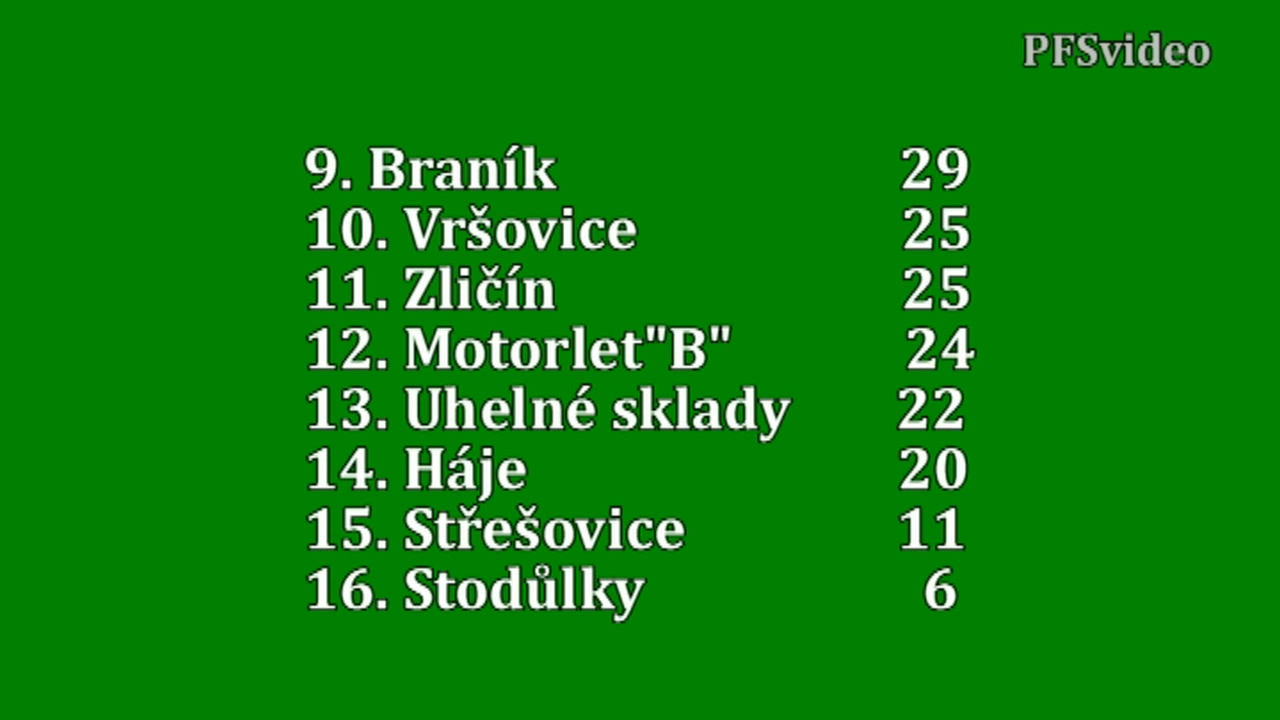 PFSvideo
9. Braník 29
10. Vršovice 25
11. Zličín 25
12. Motorlet"B" 24
13. Uhelné sklady 22
14. Háje 20
15. Střešovice 11
16. Stodůlky 6